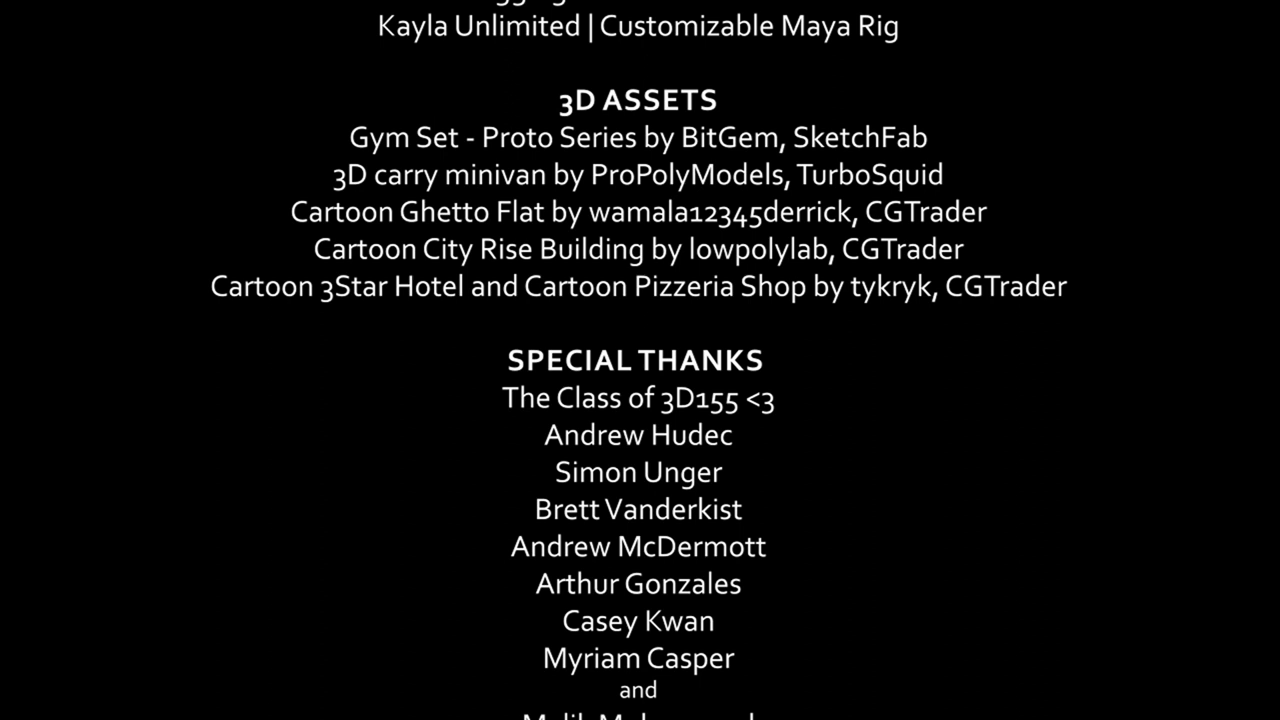 Kayla Unlimited | Customizable Maya Rig
3D ASSETS
Gym Set - Proto Series by BitGem, SketchFab
3D carry minivan by ProPolyModels, TurboSquid
Cartoon Ghetto Flat by wamala12345derrick, CGTrader
Cartoon City Rise Building by lowpolylab, CGTrader
Cartoon 3Star Hotel and Cartoon Pizzeria Shop by tykryk, CGTrader
SPECIAL THANKS
The Class of 3D155 <3
Andrew Hudec
Simon Unger
Brett Vanderkist
Andrew McDermott
Arthur Gonzales
Casey Kwan
Myriam Casper
and